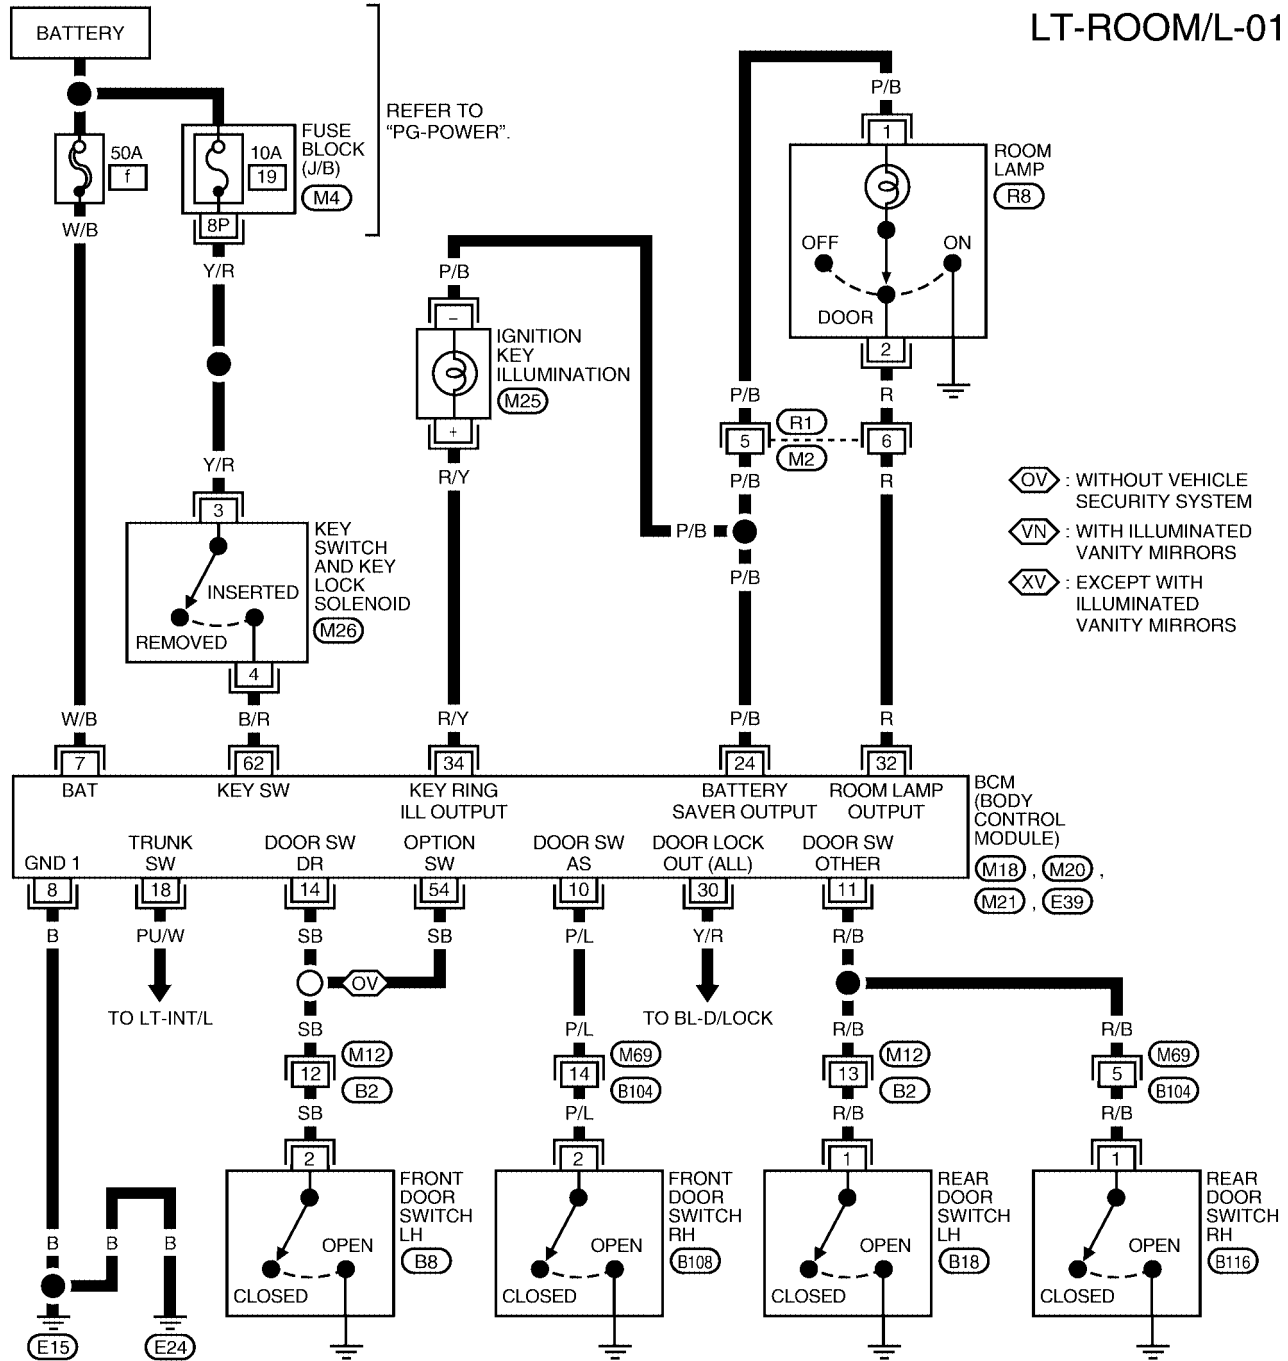 LT-ROOM/L-01
BATTERY
REFER TO
“PG-POWER”.
50A
f
10A
19
FUSE
BLOCK
(J/B)
M4
8P
W/B
Y/R
Y/R
3
KEY
SWITCH
AND KEY
LOCK
SOLENOID
M26
INSERTED
REMOVED
4
W/B
B/R
P/B
–
IGNITION
KEY
ILLUMINATION
M25
+
R/Y
R/Y
P/B
1
ROOM
LAMP
R8
OFF
ON
DOOR
2
P/B
R
5
R1
M2
6
P/B
R
P/B
P/B
P/B
R
OV : WITHOUT VEHICLE
SECURITY SYSTEM
VN : WITH ILLUMINATED
VANITY MIRRORS
XV : EXCEPT WITH
ILLUMINATED
VANITY MIRRORS
7
62
34
24
32
BAT
KEY SW
KEY RING
ILL OUTPUT
BATTERY
SAVER OUTPUT
ROOM LAMP
OUTPUT
BCM
(BODY
CONTROL
MODULE)
M18 , M20 ,
M21 , E39
GND 1
TRUNK
SW
DOOR SW
DR
OPTION
SW
DOOR SW
AS
DOOR LOCK
OUT (ALL)
DOOR SW
OTHER
8
18
14
54
10
30
11
B
PU/W
SB
SB
P/L
Y/R
R/B
OV
TO LT-INT/L
TO BL-D/LOCK
SB
P/L
R/B
R/B
12
M12
B2
14
M69
B104
13
M12
B2
5
M69
B104
SB
P/L
R/B
R/B
2
2
1
1
FRONT
DOOR
SWITCH
LH
B8
OPEN
CLOSED
FRONT
DOOR
SWITCH
RH
B108
OPEN
CLOSED
REAR
DOOR
SWITCH
LH
B18
OPEN
CLOSED
REAR
DOOR
SWITCH
RH
B116
OPEN
CLOSED
B
B
B
E15
E24